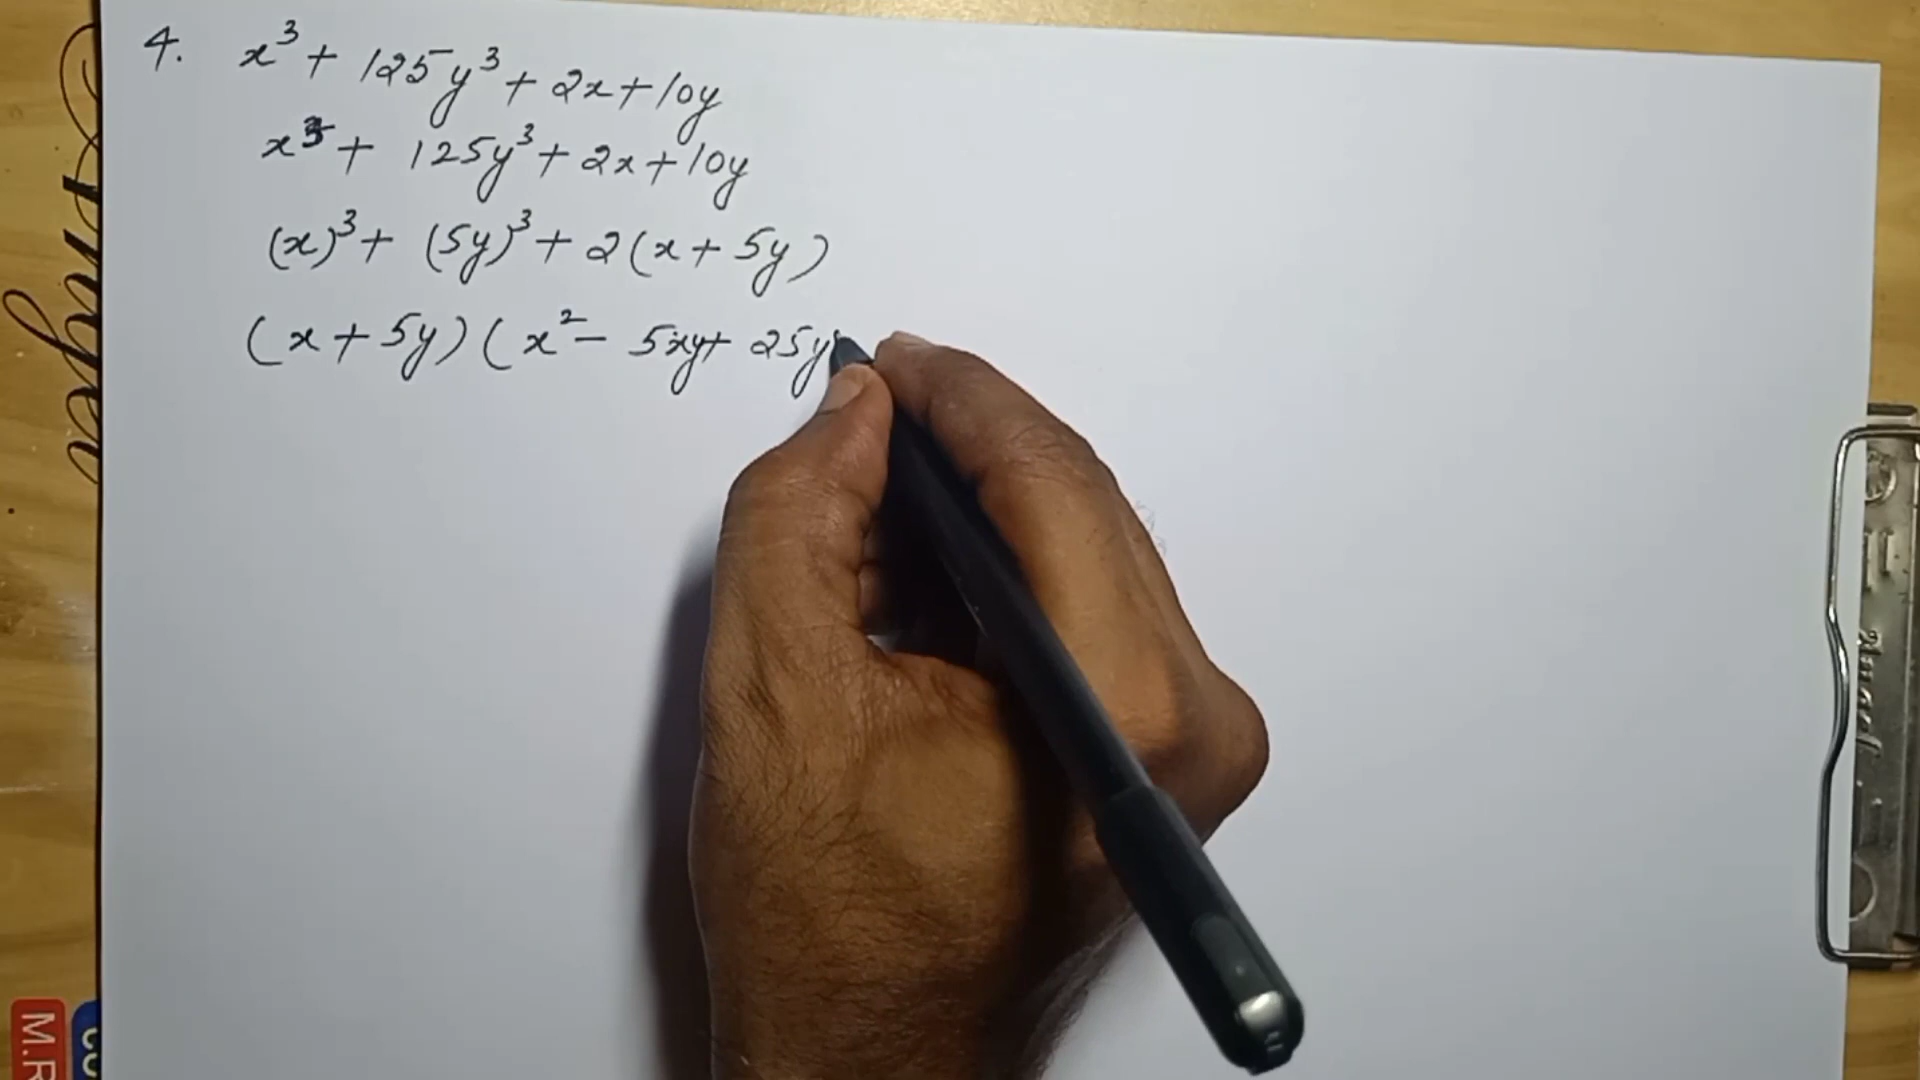 4. x³ + 125y³ + 2x + 10y
x³ + 125y³ + 2x + 10y
(x)³ + (5y)³ + 2(x + 5y)
(x + 5y)(x² - 5xy + 25y
M.R